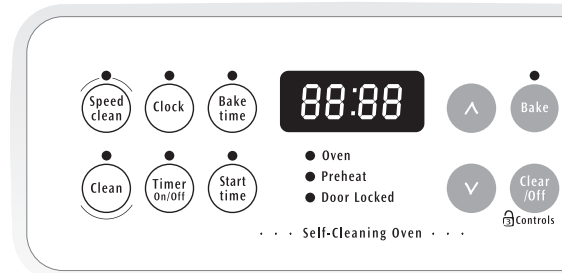 Speed
clean
Clock
Bake
time
88:88
Bake
Clean
Timer
On/Off
Start
time
Oven
Preheat
Door Locked
Clear
/Off
3 Controls
· · · Self-Cleaning Oven · · ·